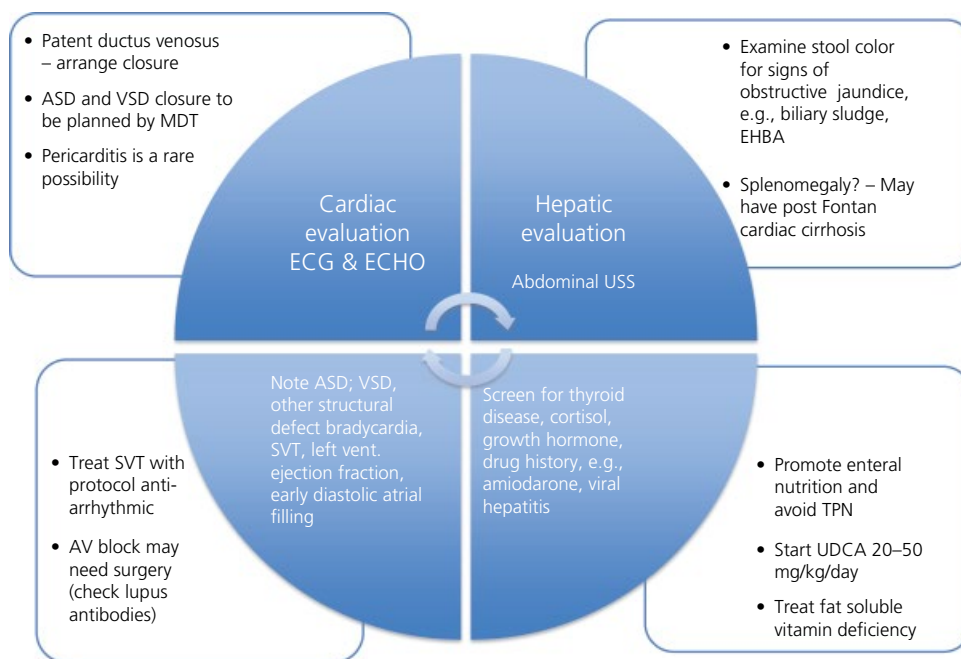 • Patent ductus venosus
– arrange closure
• ASD and VSD closure to
be planned by MDT
• Pericarditis is a rare
possibility
• Examine stool color
for signs of
obstructive jaundice,
e.g., biliary sludge,
EHBA
• Splenomegaly? – May
have post Fontan
cardiac cirrhosis
Cardiac
evaluation
ECG & ECHO
Hepatic
evaluation
Abdominal USS
Note ASD; VSD,
other structural
defect bradycardia,
SVT, left vent.
ejection fraction,
early diastolic atrial
filling
Screen for thyroid
disease, cortisol,
growth hormone,
drug history, e.g.,
amiodarone, viral
hepatitis
• Treat SVT with
protocol anti-
arrhythmic
• AV block may
need surgery
(check lupus
antibodies)
• Promote enteral
nutrition and
avoid TPN
• Start UDCA 20–50
mg/kg/day
• Treat fat soluble
vitamin deficiency